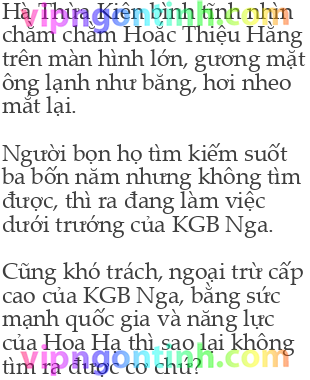 Hà Thừa Kiên bình tĩnh nhìn
chằm chằm Hoắc Thiệu Hằng
trên màn hình lớn, gương mặt
ông lạnh như băng, hơi nheo
mắt lại.
Người bọn họ tìm kiếm suốt
ba bốn năm nhưng không tìm
được, thì ra đang làm việc
dưới trướng của KGB Nga.
Cũng khó trách, ngoại trừ cấp
cao của KGB Nga, bằng sức
mạnh quốc gia và năng lực
của Hoa Hạ thì sao lại không
tìm ra được cơ chứ?
vipngontinh.com
vipngontinh.com